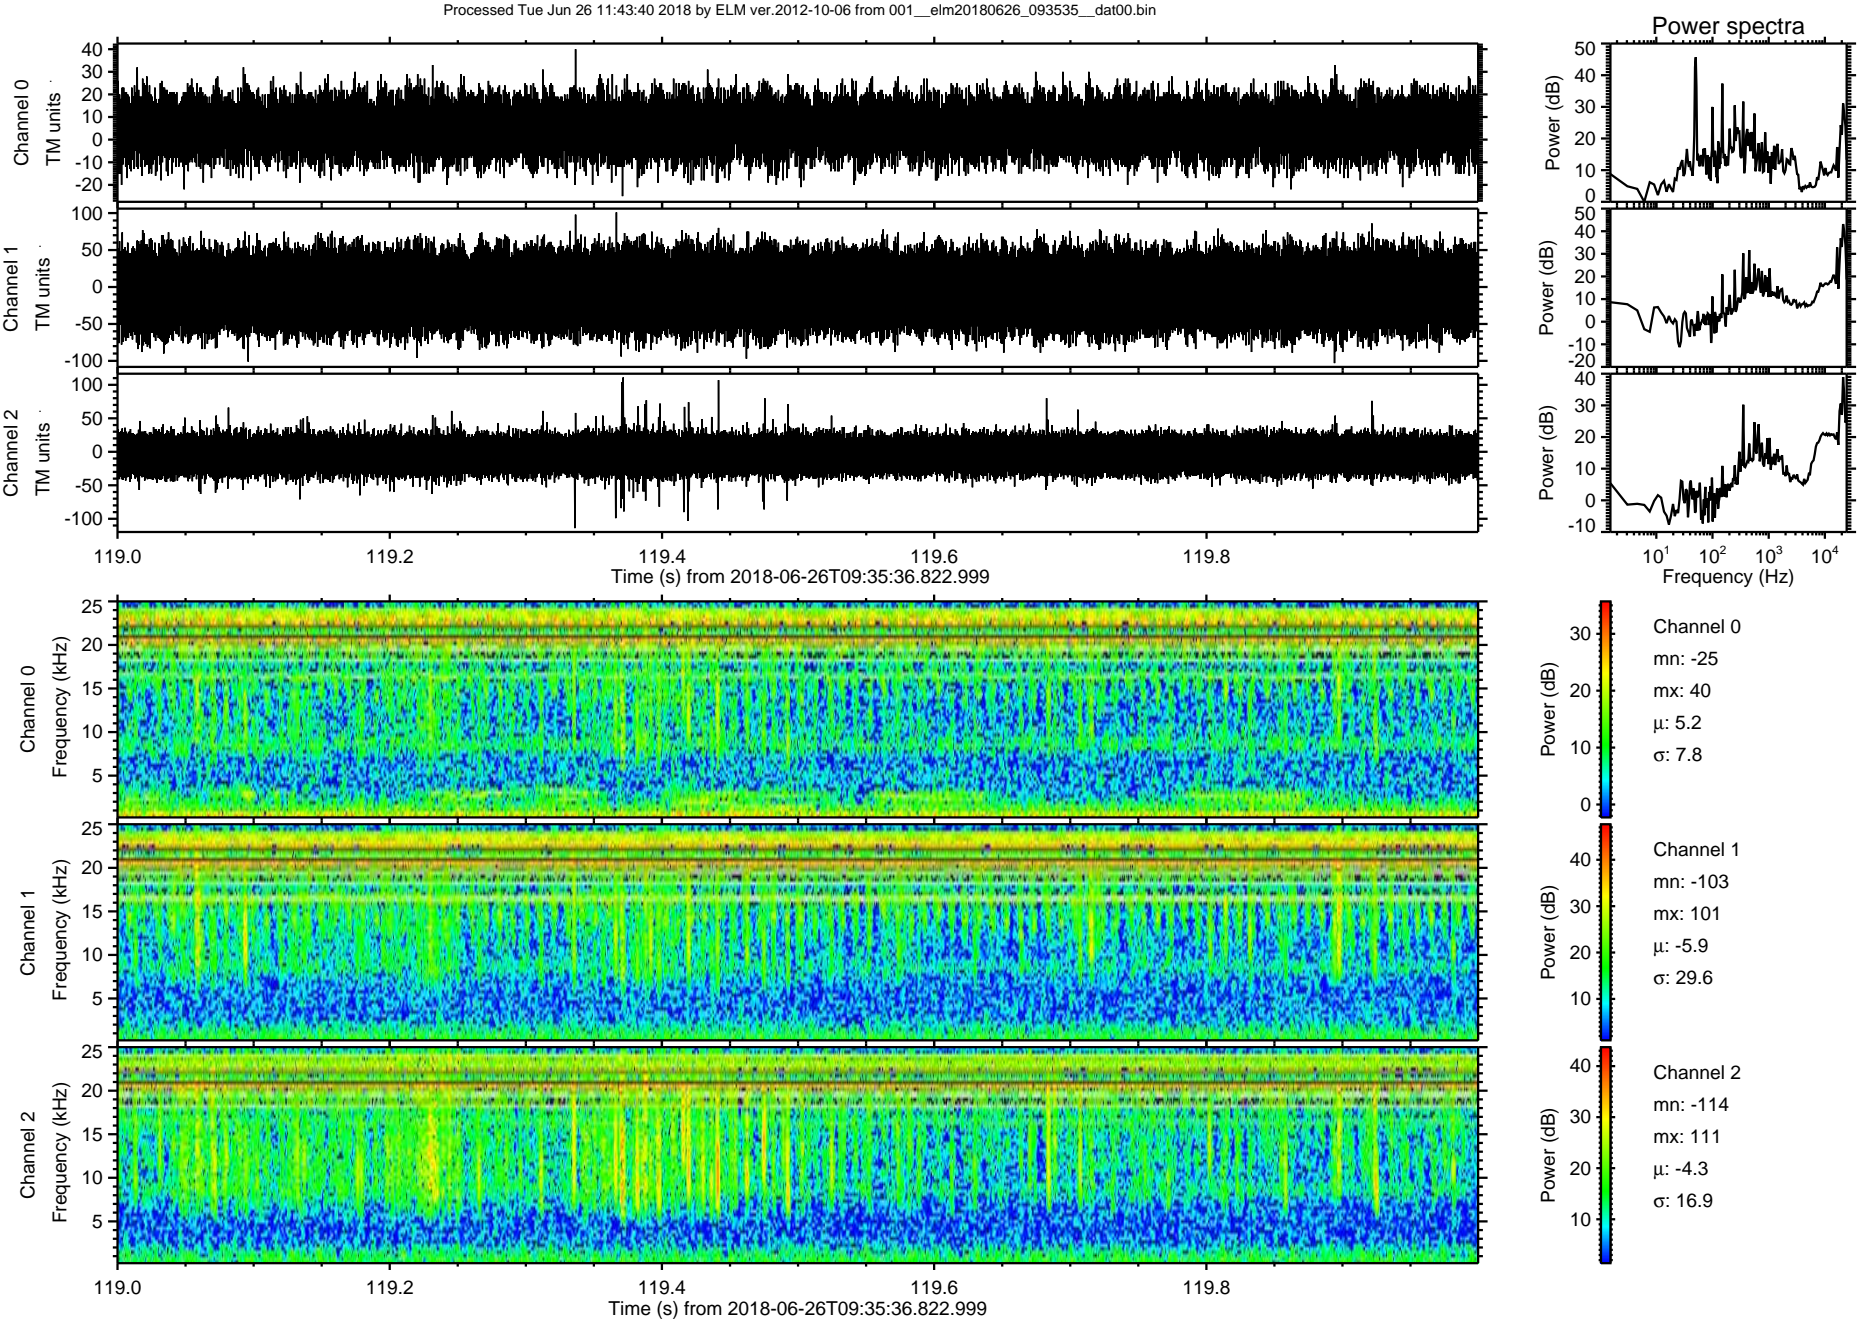 Processed Tue Jun 26 11:43:40 2018 by ELM ver.2012-10-06 from 001__elm20180626_093535__dat00.bin
Power spectra
Channel 0
TM units
40
30
20
10
0
-10
-20
Power (dB)
50
40
30
20
10
0
Channel 1
TM units
100
50
0
-50
-100
Power (dB)
50
40
30
20
10
0
-10
-20
Channel 2
TM units
100
50
0
-50
-100
Power (dB)
40
30
20
10
0
-10
119.0 119.2 119.4 119.6 119.8
Time (s) from 2018-06-26T09:35:36.822.999
10¹ 10² 10³ 10⁴
Frequency (Hz)
Channel 0
Frequency (kHz)
25
20
15
10
5
Power (dB)
30
20
10
0
Channel 0
mn: -25
mx: 40
μ: 5.2
σ: 7.8
Channel 1
Frequency (kHz)
25
20
15
10
5
Power (dB)
40
30
20
10
Channel 1
mn: -103
mx: 101
μ: -5.9
σ: 29.6
Channel 2
Frequency (kHz)
25
20
15
10
5
Power (dB)
40
30
20
10
Channel 2
mn: -114
mx: 111
μ: -4.3
σ: 16.9
119.0 119.2 119.4 119.6 119.8
Time (s) from 2018-06-26T09:35:36.822.999